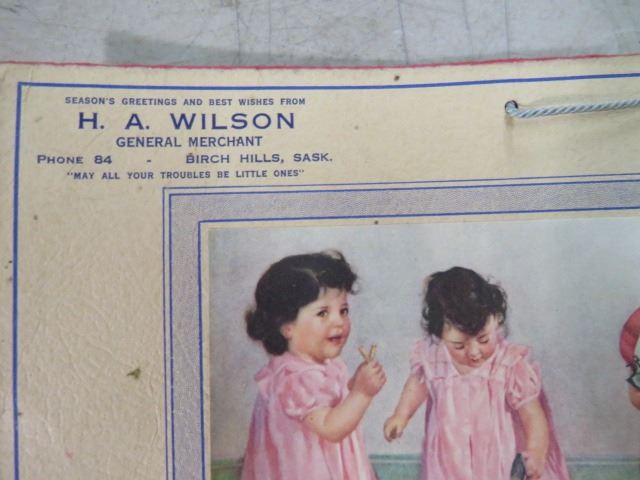 SEASON'S GREETINGS AND BEST WISHES FROM
H. A. WILSON
GENERAL MERCHANT
PHONE 84 - BIRCH HILLS, SASK.
"MAY ALL YOUR TROUBLES BE LITTLE ONES"